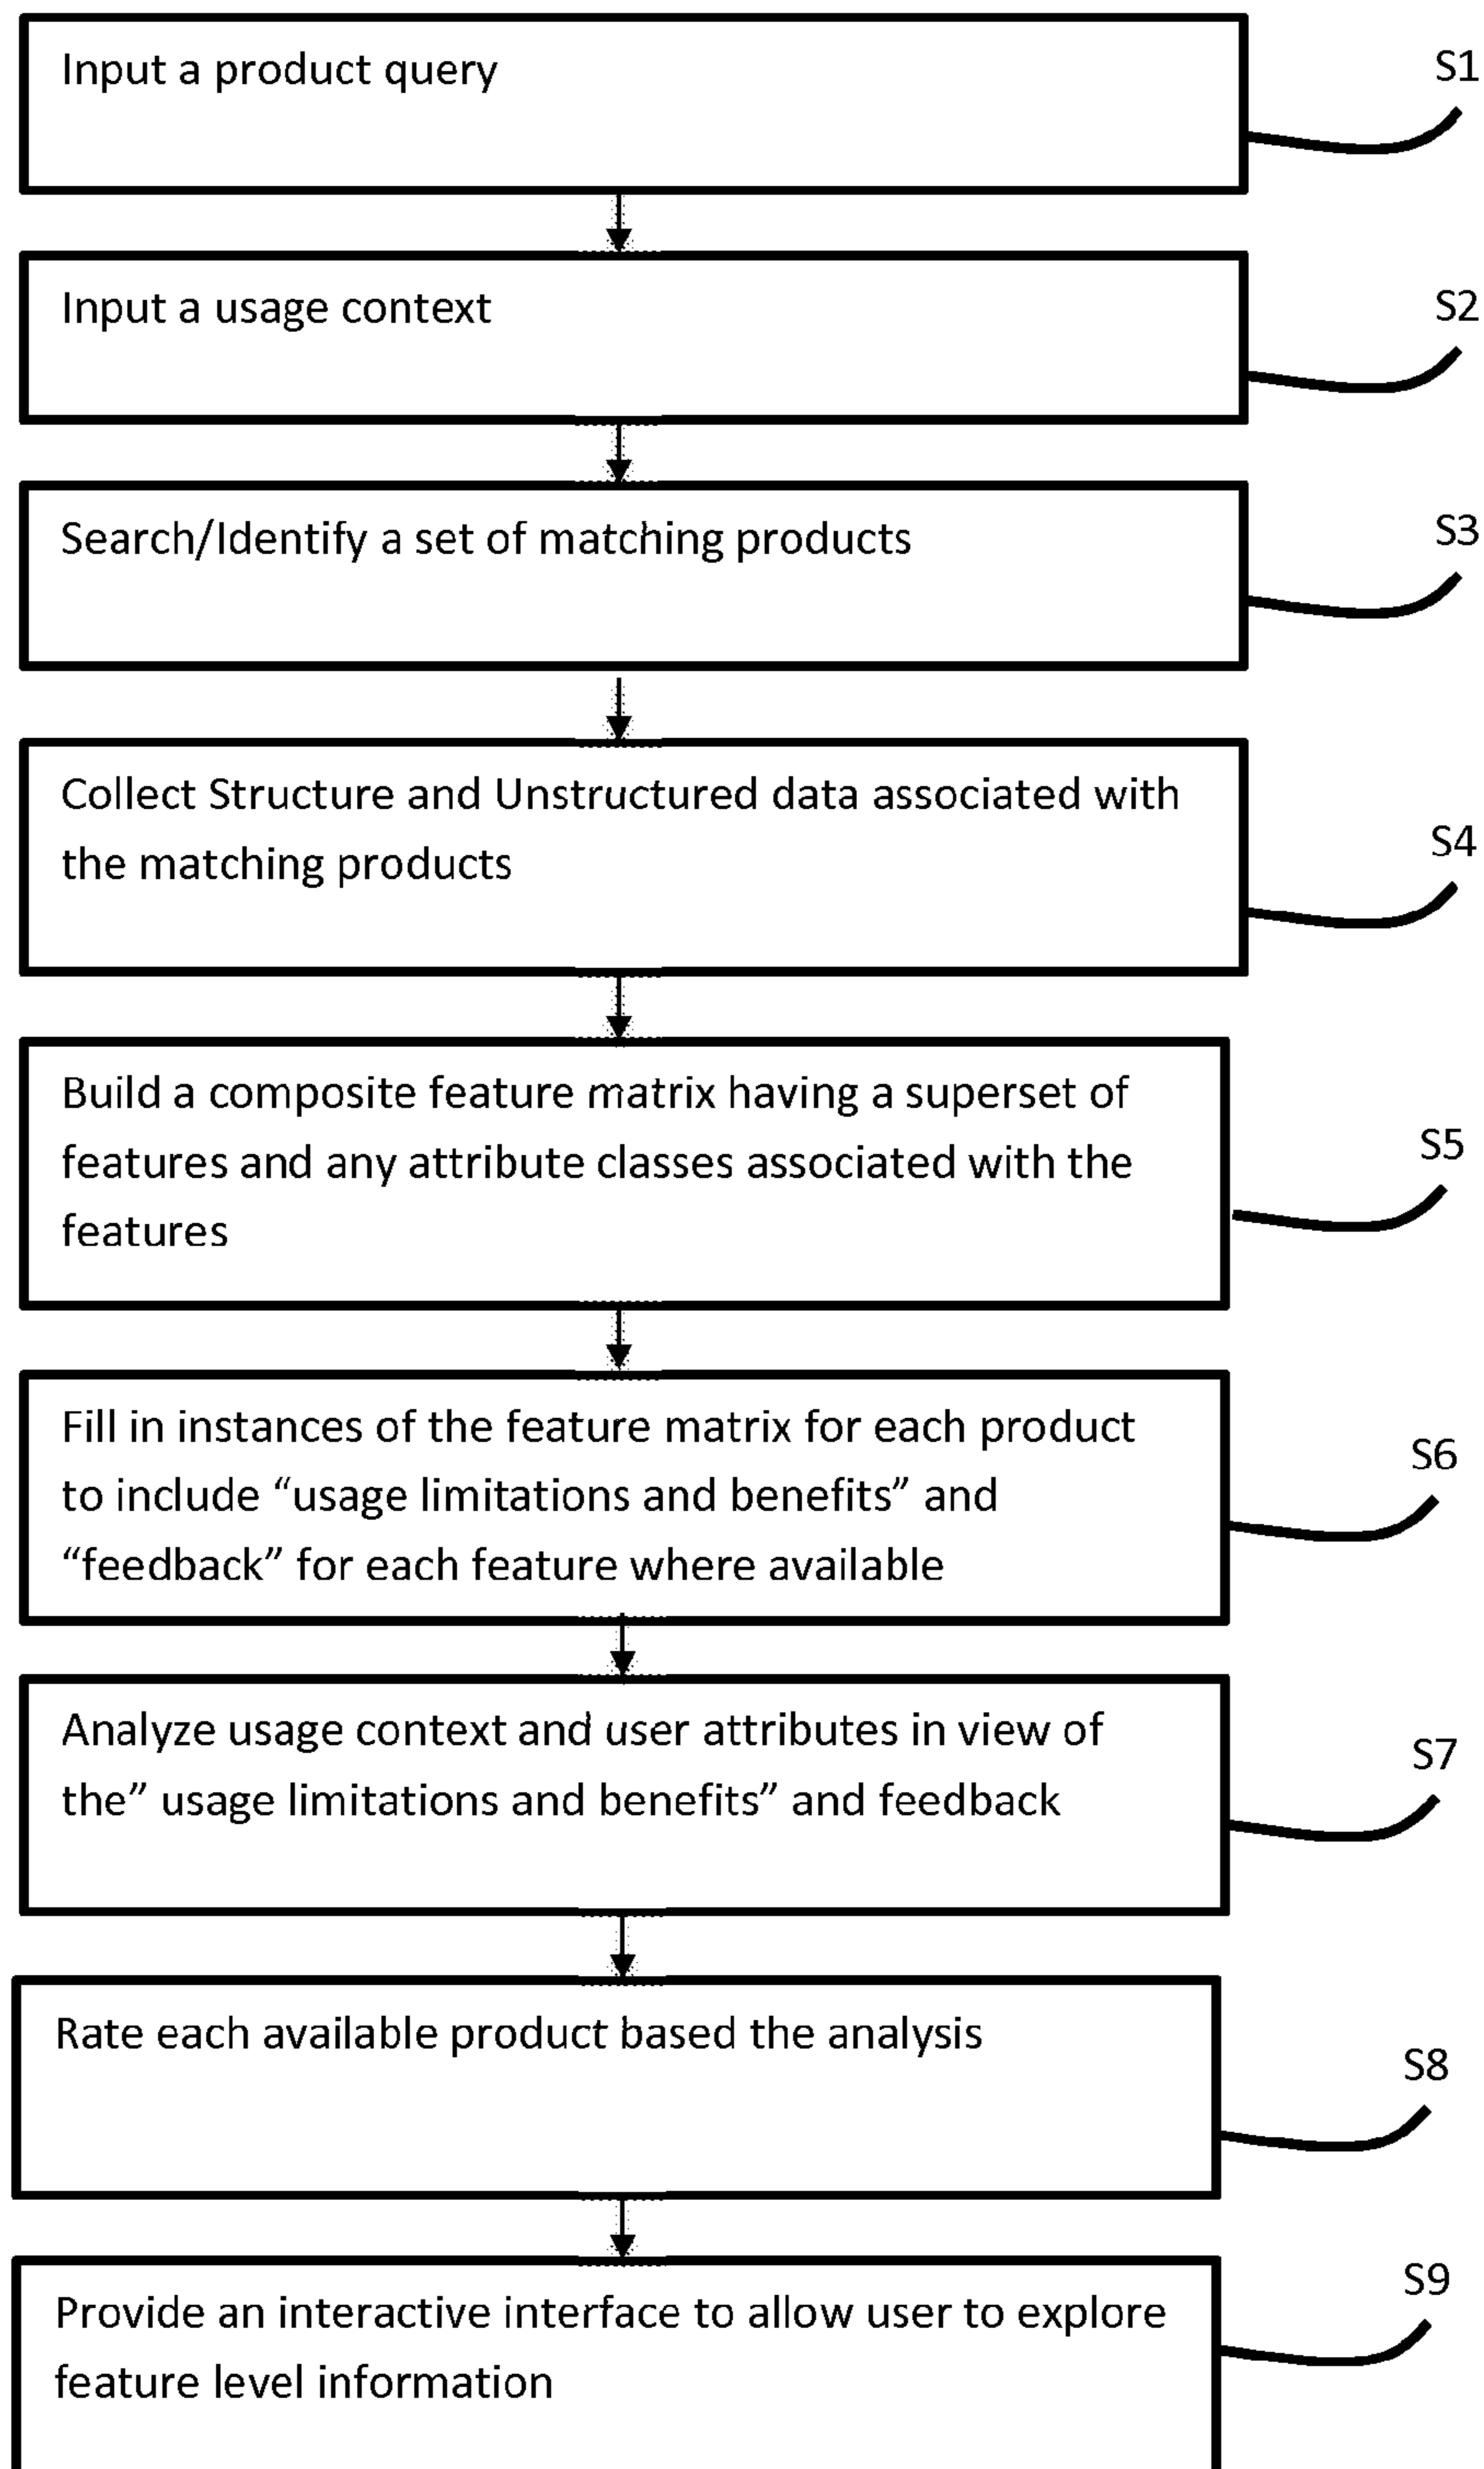 Input a product query
S1
Input a usage context
S2
Search/Identify a set of matching products
S3
Collect Structure and Unstructured data associated with
the matching products
S4
Build a composite feature matrix having a superset of
features and any attribute classes associated with the
features
S5
Fill in instances of the feature matrix for each product
to include “usage limitations and benefits” and
“feedback” for each feature where available
S6
Analyze usage context and user attributes in view of
the” usage limitations and benefits” and feedback
S7
Rate each available product based the analysis
S8
Provide an interactive interface to allow user to explore
feature level information
S9